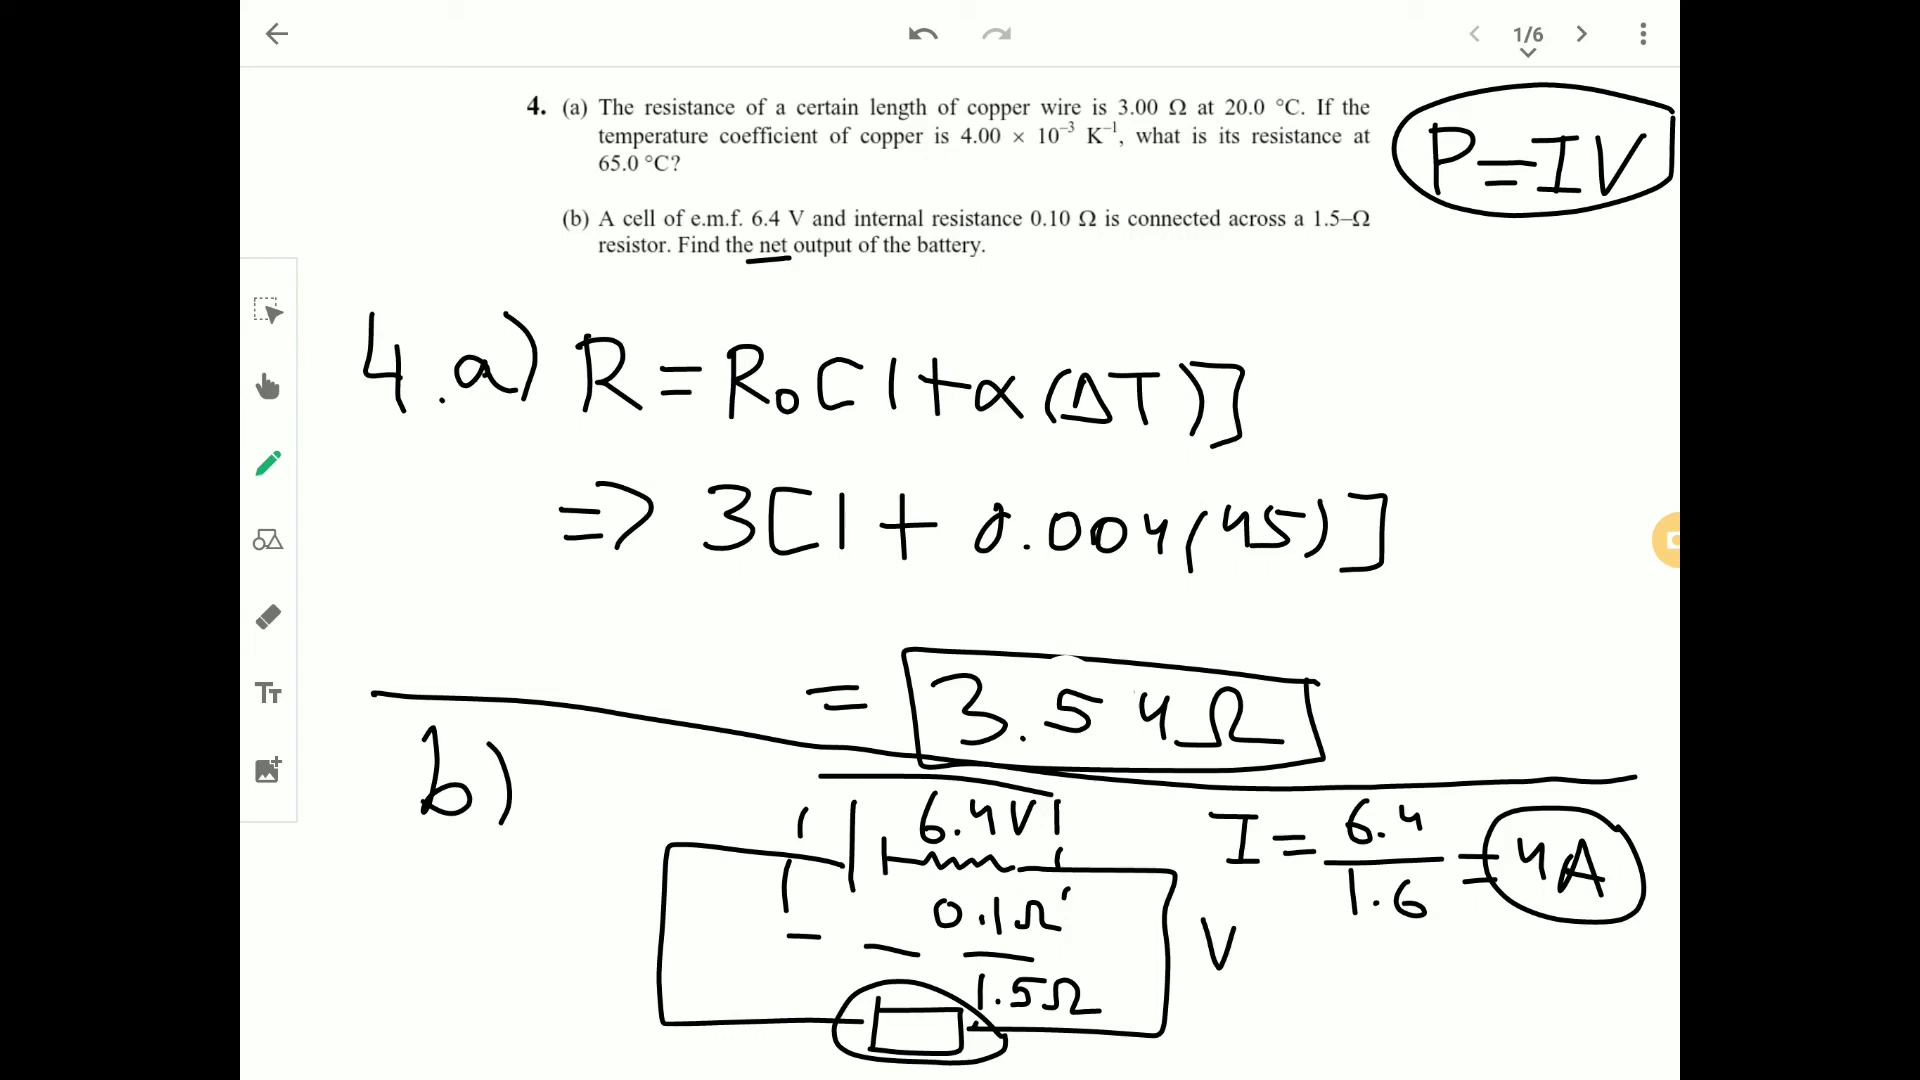 1/6
4. (a) The resistance of a certain length of copper wire is 3.00 Ω at 20.0 °C. If the
temperature coefficient of copper is 4.00 × 10⁻³ K⁻¹, what is its resistance at
65.0 °C?
P=IV
(b) A cell of e.m.f. 6.4 V and internal resistance 0.10 Ω is connected across a 1.5–Ω
resistor. Find the net output of the battery.
4.a) R = R₀[1+α(ΔT)]
=> 3[1 + 0.004(45)]
= 3.54Ω
b)
6.4V
I = 6.4/1.6 = 4A
0.1Ω
V
1.5Ω
Tт